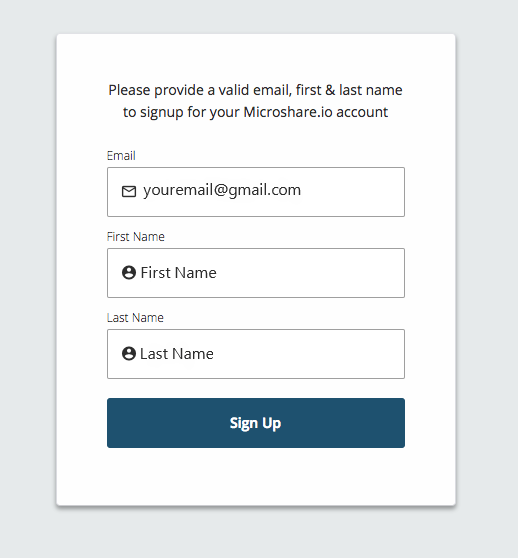 Please provide a valid email, first & last name
to signup for your Microshare.io account
Email
youremail@gmail.com
First Name
First Name
Last Name
Last Name
Sign Up